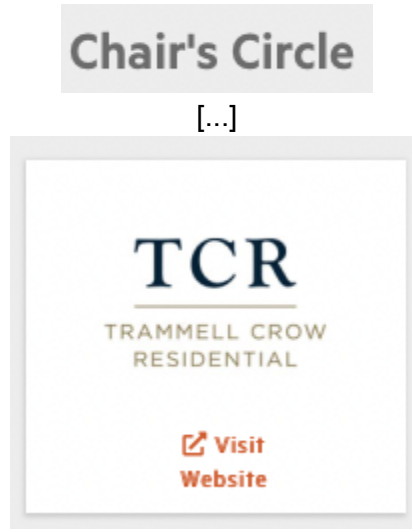 Chair's Circle
[...]
TCR
TRAMMELL CROW
RESIDENTIAL
Visit
Website